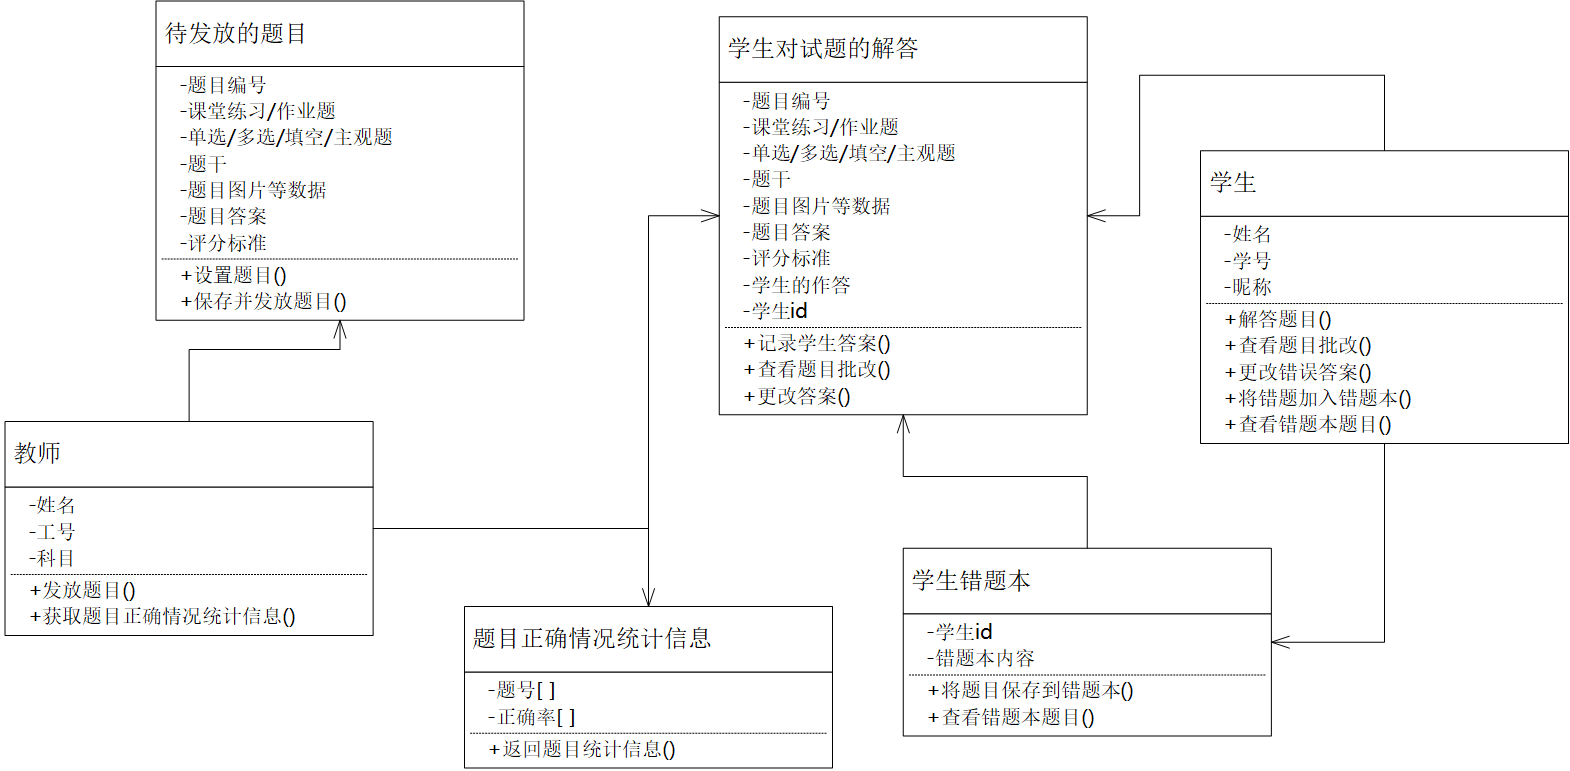 待发放的题目
-题目编号
-课堂练习/作业题
-单选/多选/填空/主观题
-题干
-题目图片等数据
-题目答案
-评分标准
+设置题目()
+保存并发放题目()
学生对试题的解答
-题目编号
-课堂练习/作业题
-单选/多选/填空/主观题
-题干
-题目图片等数据
-题目答案
-评分标准
-学生的作答
-学生id
+记录学生答案()
+查看题目批改()
+更改答案()
学生
-姓名
-学号
-昵称
+解答题目()
+查看题目批改()
+更改错误答案()
+将错题加入错题本()
+查看错题本题目()
教师
-姓名
-工号
-科目
+发放题目()
+获取题目正确情况统计信息()
题目正确情况统计信息
-题号[ ]
-正确率[ ]
+返回题目统计信息()
学生错题本
-学生id
-错题本内容
+将题目保存到错题本()
+查看错题本题目()